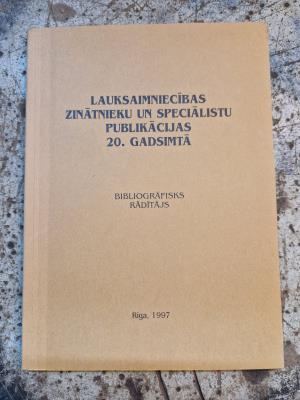 LAUKSAIMNIECĪBAS
ZINĀTNIEKU UN SPECIĀLISTU
PUBLIKĀCIJAS
20. GADSIMTĀ
BIBLIOGRĀFISKS
RĀDĪTĀJS
Rīga, 1997